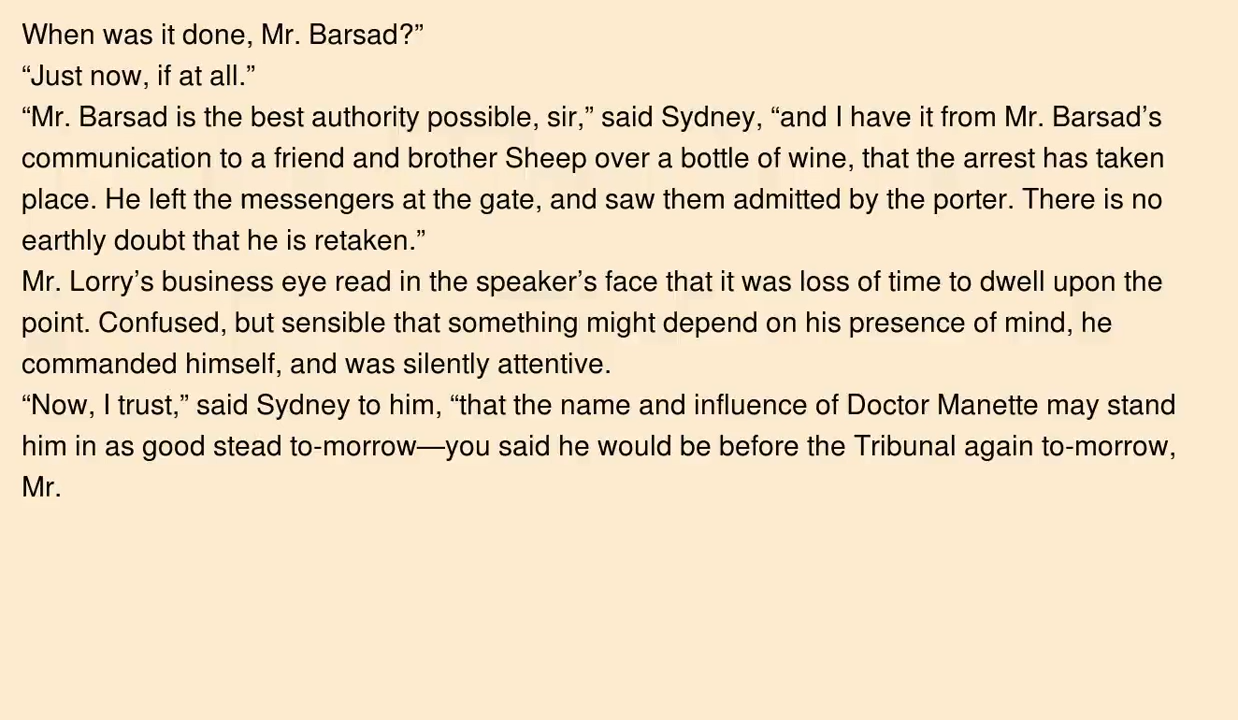 When was it done, Mr. Barsad?”
“Just now, if at all.”
“Mr. Barsad is the best authority possible, sir,” said Sydney, “and I have it from Mr. Barsad’s
communication to a friend and brother Sheep over a bottle of wine, that the arrest has taken
place. He left the messengers at the gate, and saw them admitted by the porter. There is no
earthly doubt that he is retaken.”
Mr. Lorry’s business eye read in the speaker’s face that it was loss of time to dwell upon the
point. Confused, but sensible that something might depend on his presence of mind, he
commanded himself, and was silently attentive.
“Now, I trust,” said Sydney to him, “that the name and influence of Doctor Manette may stand
him in as good stead to-morrow—you said he would be before the Tribunal again to-morrow,
Mr.